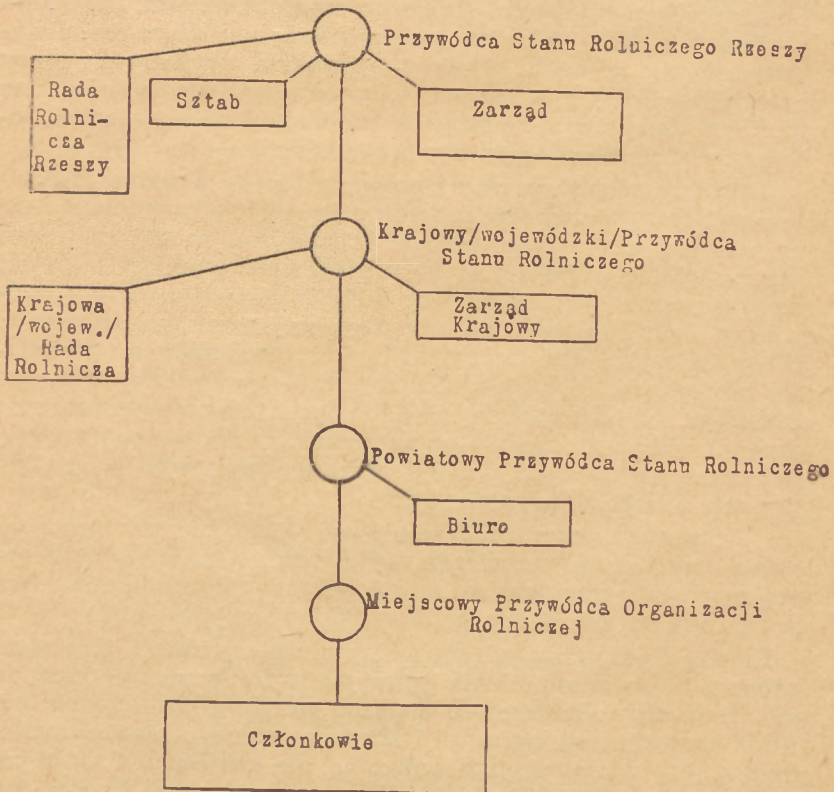 Przywódca Stanu Rolniczego Rzeszy
Rada
Rolni-
cza
Rzeszy
Sztab
Zarząd
Krajowy/wojewódzki/Przywódca
Stanu Rolniczego
Krajowa
/wojew./
Rada
Rolnicza
Zarząd
Krajowy
Powiatowy Przywódca Stanu Rolniczego
Biuro
Miejscowy Przywódca Organizacji
Rolniczej
Członkowie